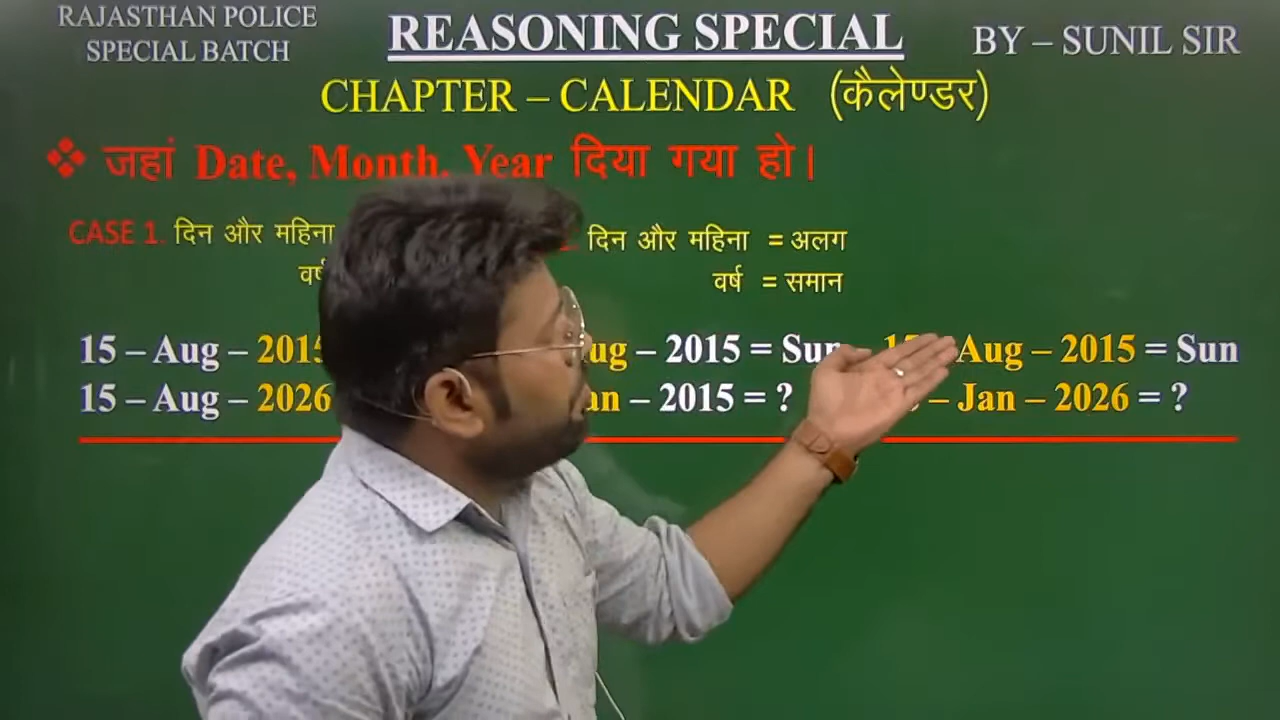 RAJASTHAN POLICE
SPECIAL BATCH
REASONING SPECIAL
BY – SUNIL SIR
CHAPTER – CALENDAR (कैलेण्डर)
❖ जहां Date, Month, Year दिया गया हो।
CASE 1. दिन और महिना
वर्ष
दिन और महिना = अलग
वर्ष = समान
15 – Aug – 2015
15 – Aug – 2026
– 2015 = Sun
– 2015 = ?
Aug – 2015 = Sun
– Jan – 2026 = ?